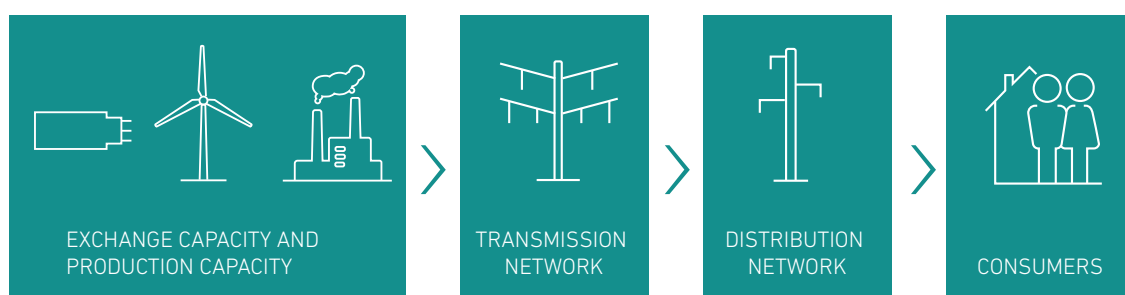 EXCHANGE CAPACITY AND
PRODUCTION CAPACITY
TRANSMISSION
NETWORK
DISTRIBUTION
NETWORK
CONSUMERS